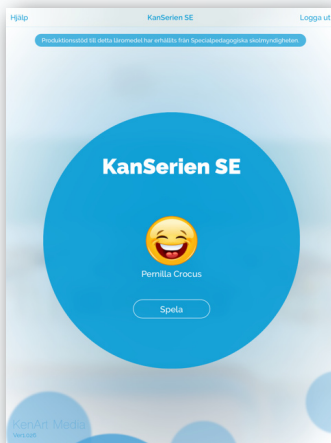 Hjälp
KanSerien SE
Logga ut
Produktionsstöd till detta läromedel har erhållits från Specialpedagogiska skolmyndigheten
KanSerien SE
Pernilla Crocus
Spela
KenArt Media